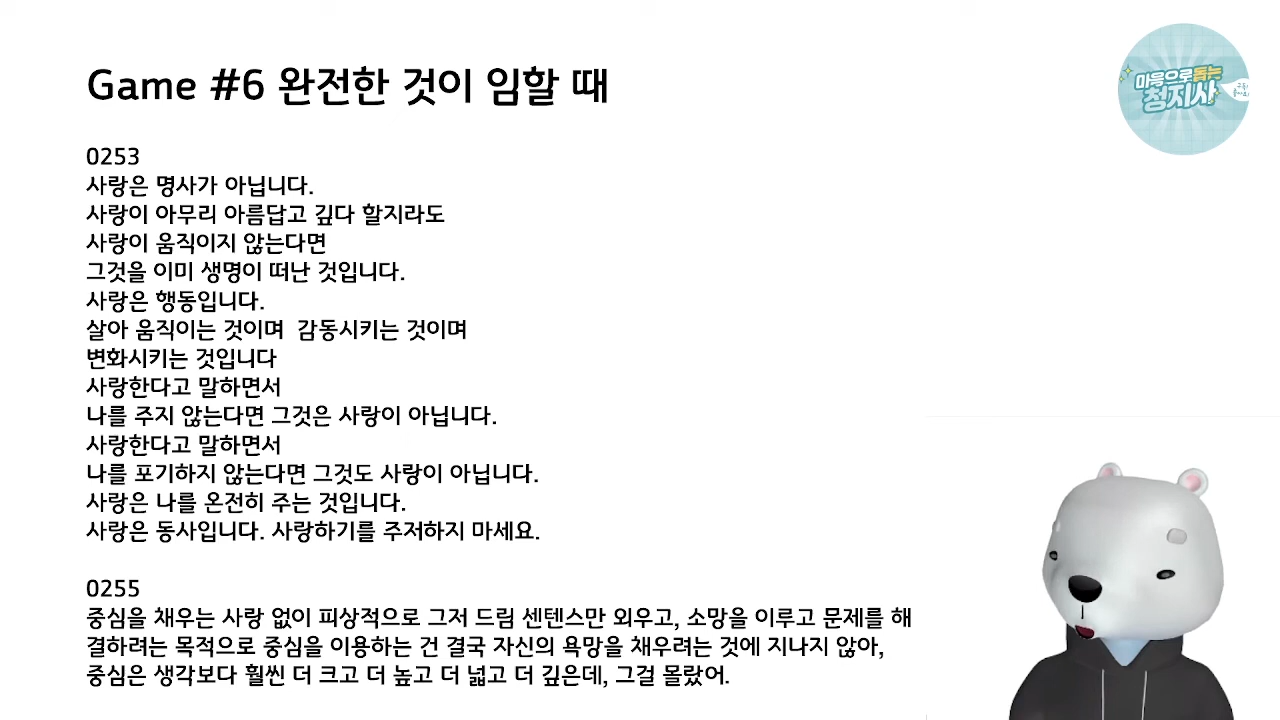 Game #6 완전한 것이 임할 때
마음으로 돕는
청지사
0253
사랑은 명사가 아닙니다.
사랑이 아무리 아름답고 깊다 할지라도
사랑이 움직이지 않는다면
그것을 이미 생명이 떠난 것입니다.
사랑은 행동입니다.
살아 움직이는 것이며  감동시키는 것이며
변화시키는 것입니다
사랑한다고 말하면서
나를 주지 않는다면 그것은 사랑이 아닙니다.
사랑한다고 말하면서
나를 포기하지 않는다면 그것도 사랑이 아닙니다.
사랑은 나를 온전히 주는 것입니다.
사랑은 동사입니다. 사랑하기를 주저하지 마세요.
0255
중심을 채우는 사랑 없이 피상적으로 그저 드림 센텐스만 외우고, 소망을 이루고 문제를 해
결하려는 목적으로 중심을 이용하는 건 결국 자신의 욕망을 채우려는 것에 지나지 않아,
중심은 생각보다 훨씬 더 크고 더 높고 더 넓고 더 깊은데, 그걸 몰랐어.